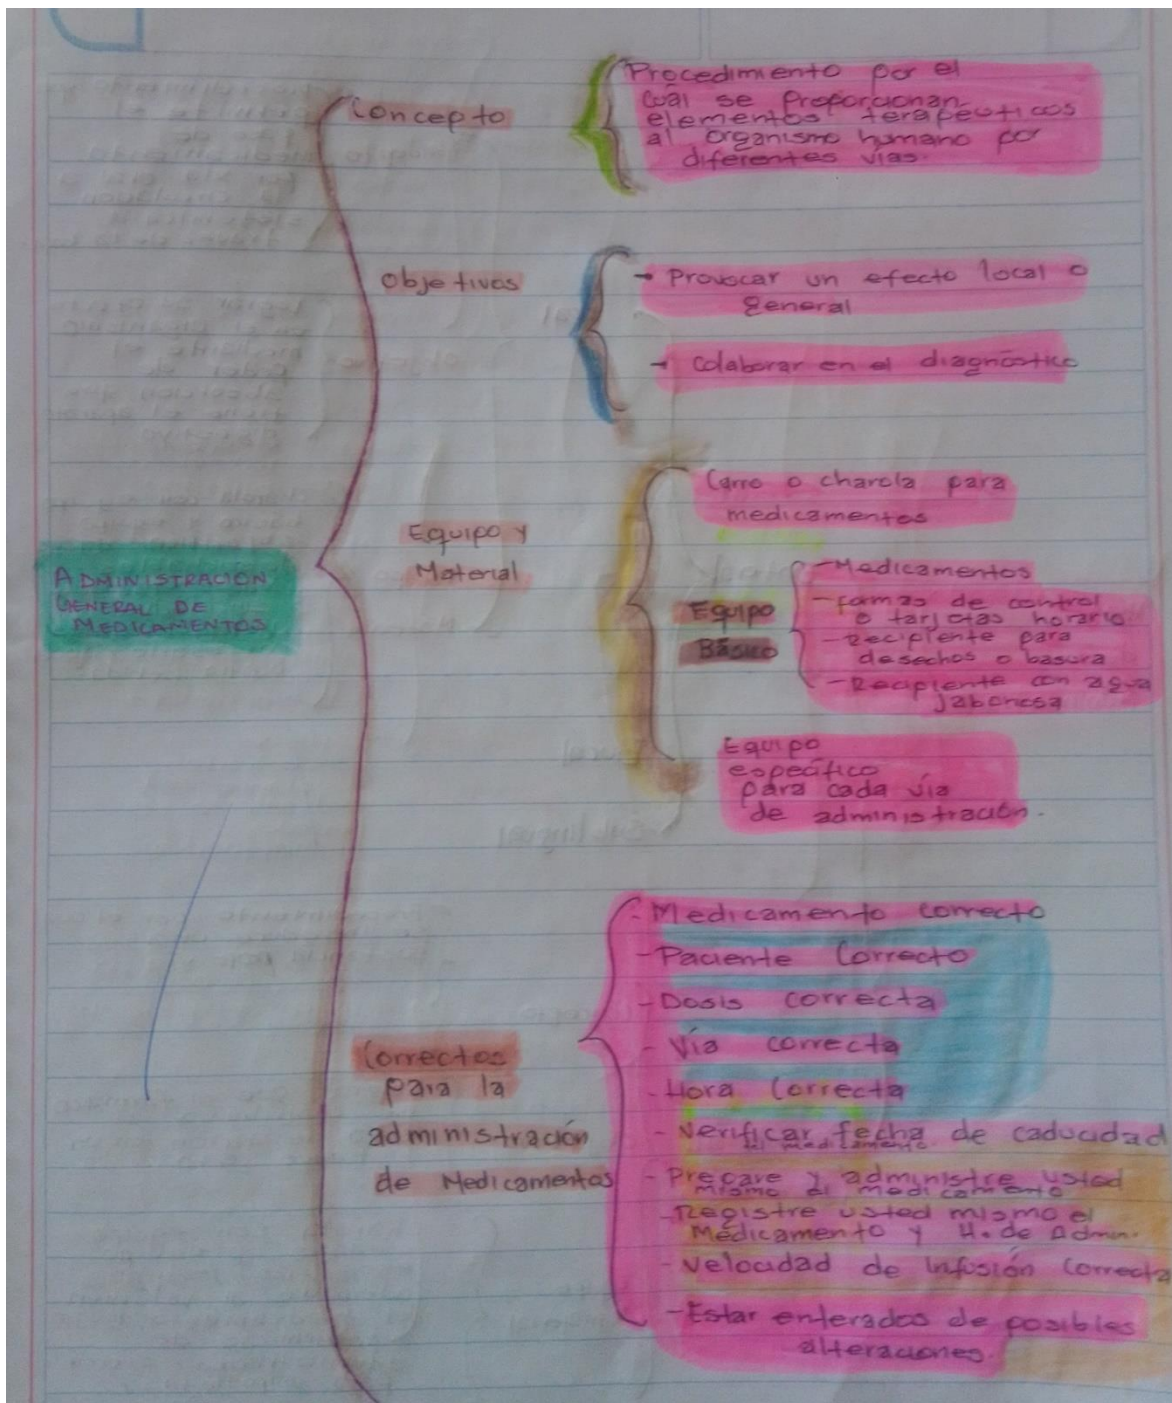 ADMINISTRACION
GENERAL DE
MEDICAMENTOS
Concepto
Procedimiento por el
cuál se proporcionan
elementos terapéuticos
al organismo humano por
diferentes vías.
Objetivos
→ Provocar un efecto local o
general
→ Colaborar en el diagnóstico
Equipo y
Material
Carro o charola para
medicamentos
Equipo
Básico
- Medicamentos
- formas de control
o tarjetas horario
- Recipiente para
desechos o basura
- Recipiente con agua
jabonosa
Equipo
específico
para cada vía
de administración.
Correctos
para la
administración
de Medicamentos
- Medicamento correcto
- Paciente Correcto
- Dosis correcta
- Vía correcta
- Hora Correcta
- Verificar fecha de caducidad
del medicamento
- Prepare y administre usted
mismo el medicamento
- Registre usted mismo el
Medicamento y H. de Admin.
- Velocidad de Infusión Correcta
- Estar enterados de posibles
alteraciones.